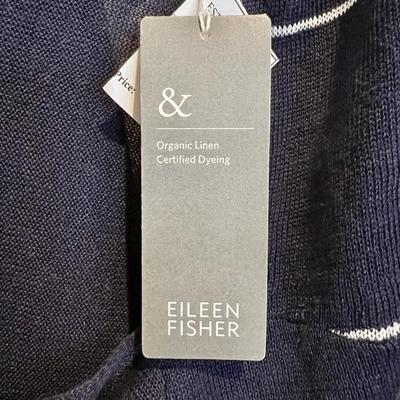 Price:
&
Organic Linen
Certified Dyeing
EILEEN
FISHER